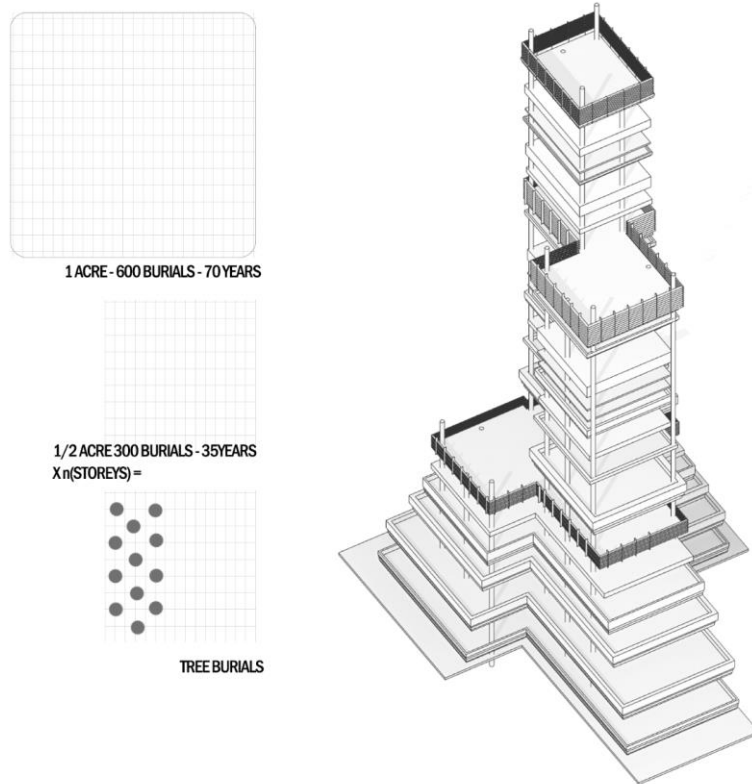 1 ACRE - 600 BURIALS - 70 YEARS
1/2 ACRE 300 BURIALS - 35YEARS
X n(STOREYS) =
TREE BURIALS